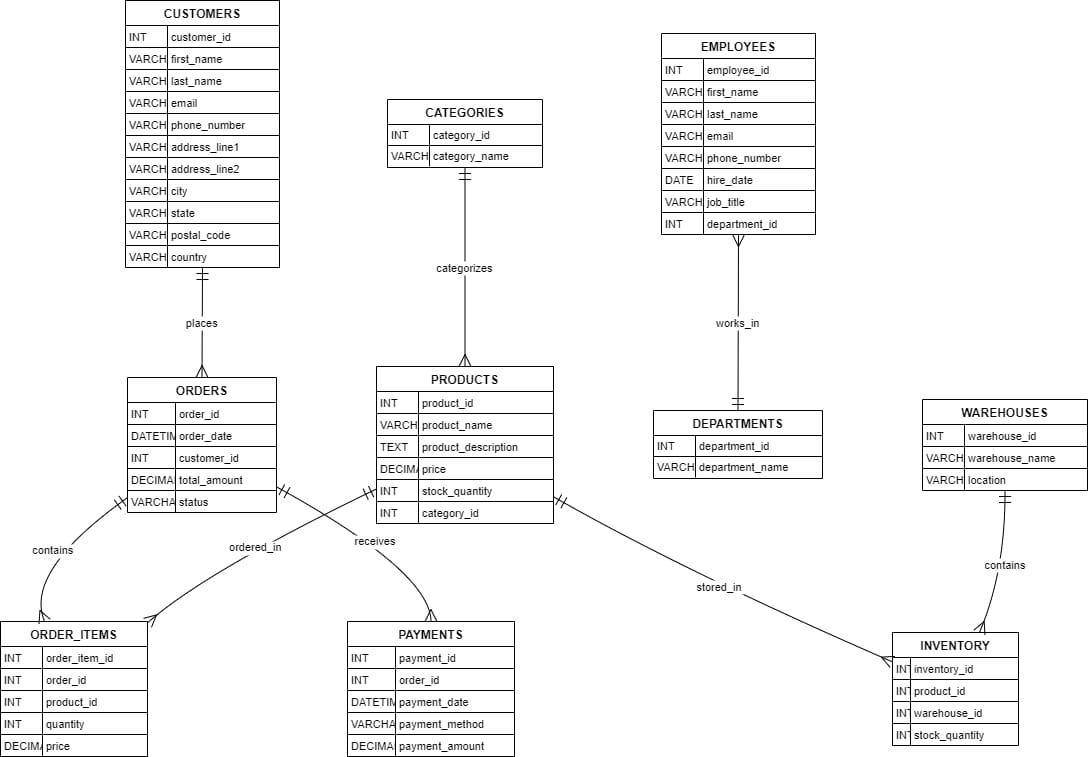 CUSTOMERS
INT customer_id
VARCH first_name
VARCH last_name
VARCH email
VARCH phone_number
VARCH address_line1
VARCH address_line2
VARCH city
VARCH state
VARCH postal_code
VARCH country
CATEGORIES
INT category_id
VARCH category_name
EMPLOYEES
INT employee_id
VARCH first_name
VARCH last_name
VARCH email
VARCH phone_number
DATE hire_date
VARCH job_title
INT department_id
categorizes
places
works_in
ORDERS
INT order_id
DATETIM order_date
INT customer_id
DECIMA total_amount
VARCHA status
PRODUCTS
INT product_id
VARCH product_name
TEXT product_description
DECIMA price
INT stock_quantity
INT category_id
DEPARTMENTS
INT department_id
VARCH department_name
WAREHOUSES
INT warehouse_id
VARCH warehouse_name
VARCH location
contains
ordered_in
receives
stored_in
contains
ORDER_ITEMS
INT order_item_id
INT order_id
INT product_id
INT quantity
DECIMA price
PAYMENTS
INT payment_id
INT order_id
DATETIM payment_date
VARCHA payment_method
DECIMA payment_amount
INVENTORY
INT inventory_id
INT product_id
INT warehouse_id
INT stock_quantity